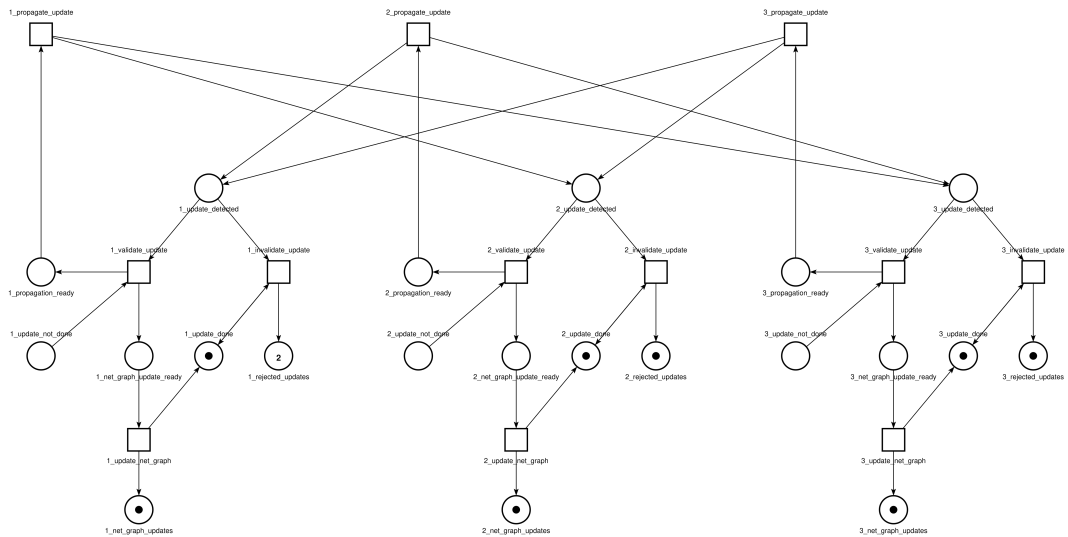 1_propagate_update
2_propagate_update
3_propagate_update
1_update_detected
2_update_detected
3_update_detected
1_validate_update
1_invalidate_update
2_validate_update
2_invalidate_update
3_validate_update
3_invalidate_update
1_propagation_ready
2_propagation_ready
3_propagation_ready
1_update_not_done
1_update_done
2_update_not_done
2_update_done
3_update_not_done
3_update_done
2
1_net_graph_update_ready
1_rejected_updates
2_net_graph_update_ready
2_rejected_updates
3_net_graph_update_ready
3_rejected_updates
1_update_net_graph
2_update_net_graph
3_update_net_graph
1_net_graph_updates
2_net_graph_updates
3_net_graph_updates